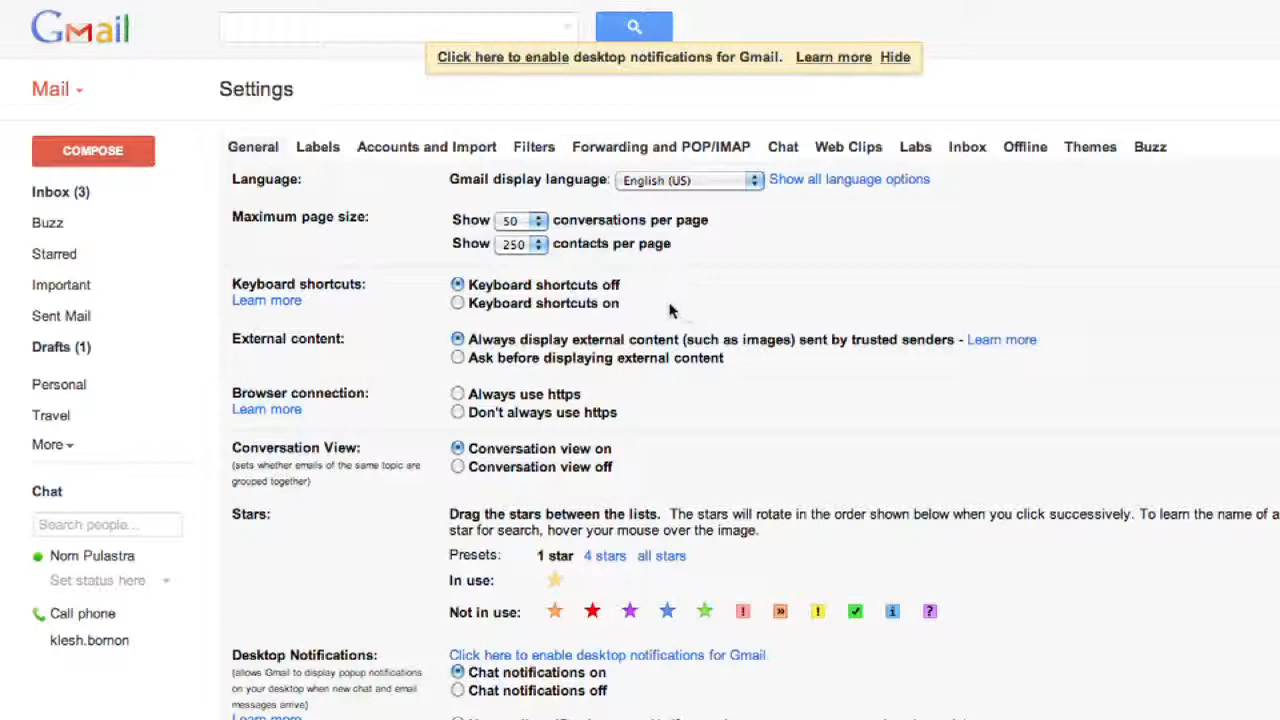 Gmail
Click here to enable desktop notifications for Gmail. Learn more Hide
Mail
Settings
COMPOSE
General Labels Accounts and Import Filters Forwarding and POP/IMAP Chat Web Clips Labs Inbox Offline Themes Buzz
Inbox (3)
Buzz
Starred
Important
Sent Mail
Drafts (1)
Personal
Travel
More
Chat
Search people...
Nom Pulastra
Set status here
Call phone
klesh.bornon
Language:
Gmail display language: English (US) Show all language options
Maximum page size:
Show 50 conversations per page
Show 250 contacts per page
Keyboard shortcuts:
Learn more
Keyboard shortcuts off
Keyboard shortcuts on
External content:
Always display external content (such as images) sent by trusted senders - Learn more
Ask before displaying external content
Browser connection:
Learn more
Always use https
Don't always use https
Conversation View:
(sets whether emails of the same topic are
grouped together)
Conversation view on
Conversation view off
Stars:
Drag the stars between the lists. The stars will rotate in the order shown below when you click successively. To learn the name of a
star for search, hover your mouse over the image.
Presets: 1 star 4 stars all stars
In use:
Not in use: ! » ! i ?
Desktop Notifications:
(allows Gmail to display popup notifications
on your desktop when new chat and email
messages arrive)
Learn more
Click here to enable desktop notifications for Gmail.
Chat notifications on
Chat notifications off